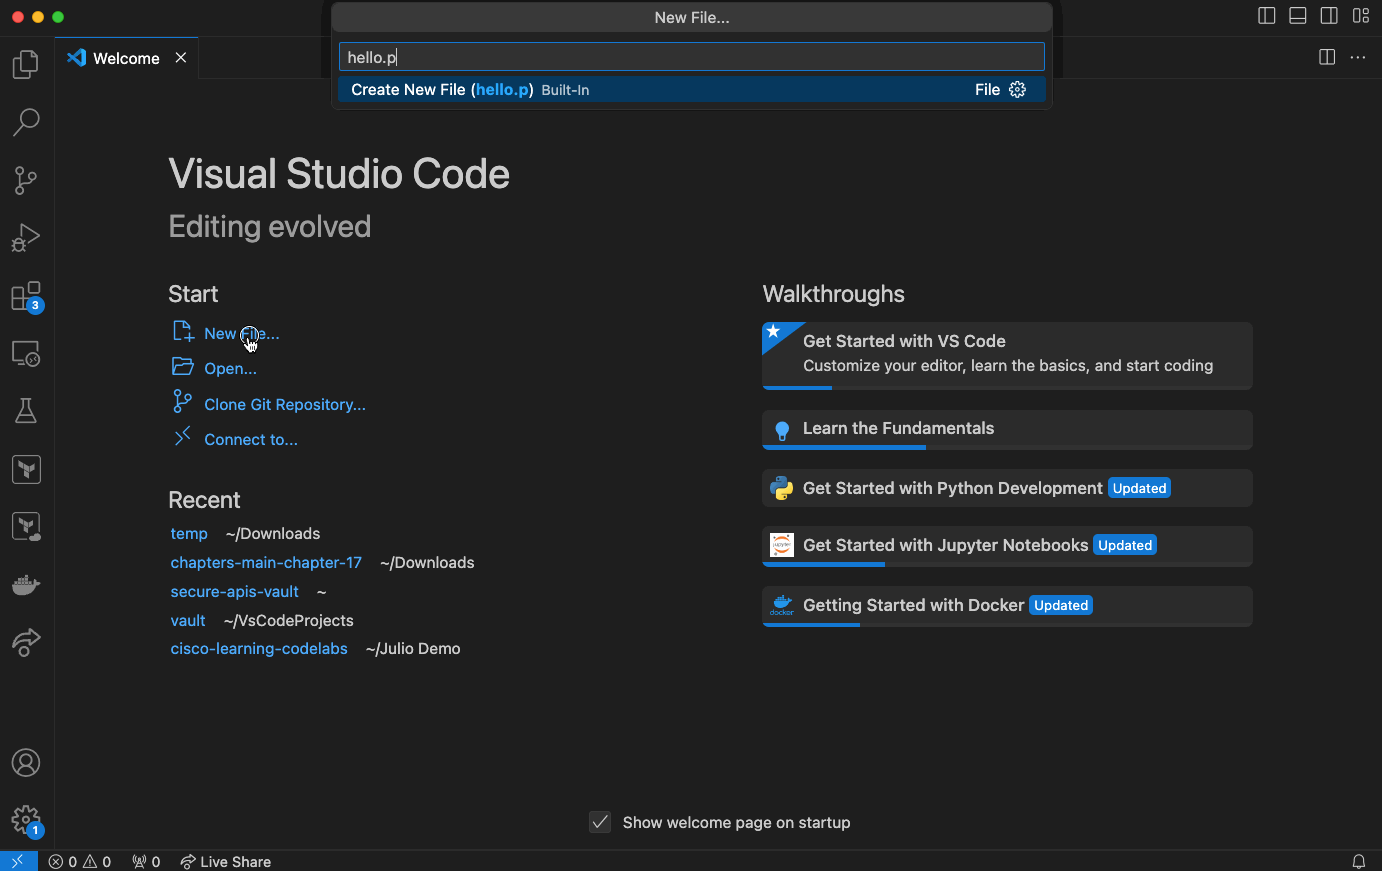 New File...
Welcome
hello.p
Create New File (hello.p) Built-In File
Visual Studio Code
Editing evolved
Start
New File...
Open...
Clone Git Repository...
Connect to...
Recent
temp ~/Downloads
chapters-main-chapter-17 ~/Downloads
secure-apis-vault ~
vault ~/VsCodeProjects
cisco-learning-codelabs ~/Julio Demo
Walkthroughs
Get Started with VS Code
Customize your editor, learn the basics, and start coding
Learn the Fundamentals
Get Started with Python Development Updated
jupyter Get Started with Jupyter Notebooks Updated
docker Getting Started with Docker Updated
3
1
Show welcome page on startup
0 0 0 Live Share